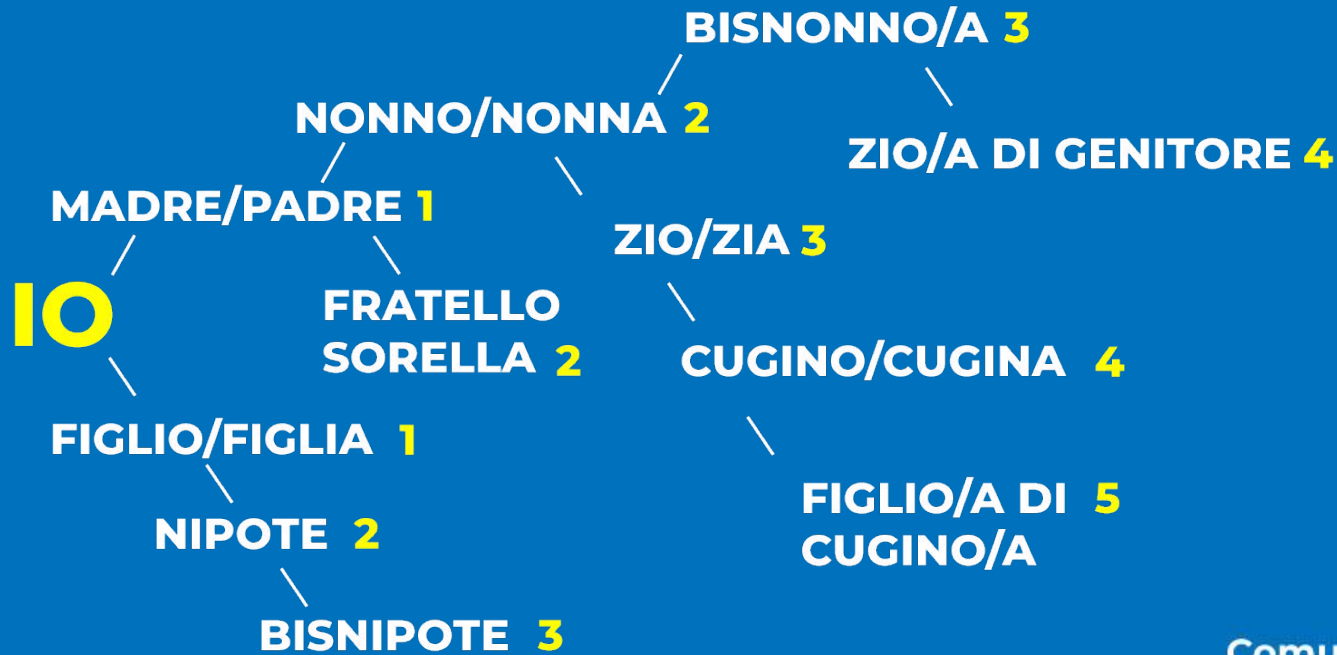 BISNONNO/A 3
NONNO/NONNA 2
ZIO/A DI GENITORE 4
MADRE/PADRE 1
ZIO/ZIA 3
IO
FRATELLO
SORELLA 2
CUGINO/CUGINA 4
FIGLIO/FIGLIA 1
FIGLIO/A DI 5
CUGINO/A
NIPOTE 2
BISNIPOTE 3